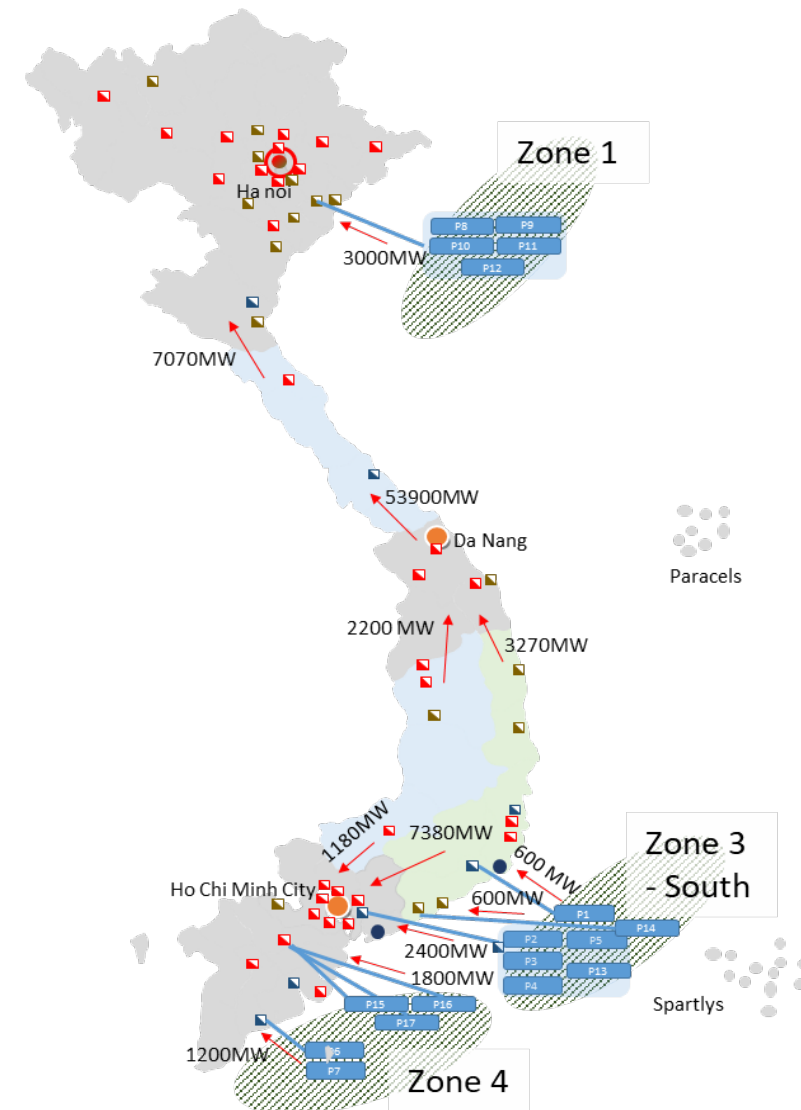 Zone 1
Ha noi
P8
P9
P10
P11
P12
3000MW
7070MW
53900MW
Da Nang
Paracels
2200 MW
3270MW
1180MW
7380MW
Zone 3
- South
600 MW
Ho Chi Minh City
600MW
P1
P14
P2
P5
P3
P13
P4
2400MW
1800MW
Spartlys
P15
P16
P17
1200MW
P6
P7
Zone 4